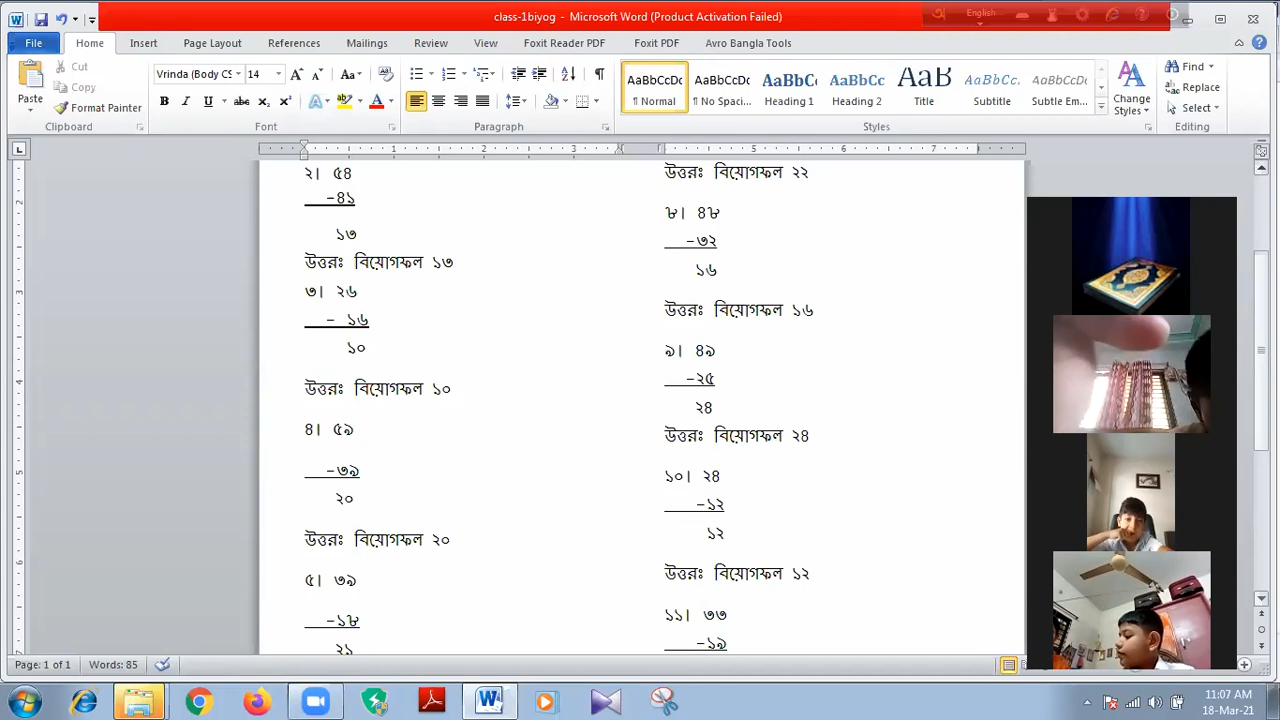 class-1biyog - Microsoft Word (Product Activation Failed)
English
File Home Insert Page Layout References Mailings Review View Foxit Reader PDF Foxit PDF Avro Bangla Tools
Paste
Cut
Copy
Format Painter
Clipboard
Vrinda (Body CS 14
Font
Paragraph
AaBbCcDc AaBbCcDc AaBbCc AaBbCc AaB AaBbCc. AaBbCcDc
¶ Normal ¶ No Spaci... Heading 1 Heading 2 Title Subtitle Subtle Em...
Change Styles
Styles
Find
Replace
Select
Editing
২। ৫৪
-৪১
১৩
উত্তরঃ বিয়োগফল ১৩
৩। ২৬
- ১৬
১০
উত্তরঃ বিয়োগফল ১০
৪। ৫৯
-৩৯
২০
উত্তরঃ বিয়োগফল ২০
৫। ৩৯
-১৮
২১
উত্তরঃ বিয়োগফল ২২
৮। ৪৮
-৩২
১৬
উত্তরঃ বিয়োগফল ১৬
৯। ৪৯
-২৫
২৪
উত্তরঃ বিয়োগফল ২৪
১০। ২৪
-১২
১২
উত্তরঃ বিয়োগফল ১২
১১। ৩৩
-১৯
Page: 1 of 1 Words: 85
11:07 AM
18-Mar-21